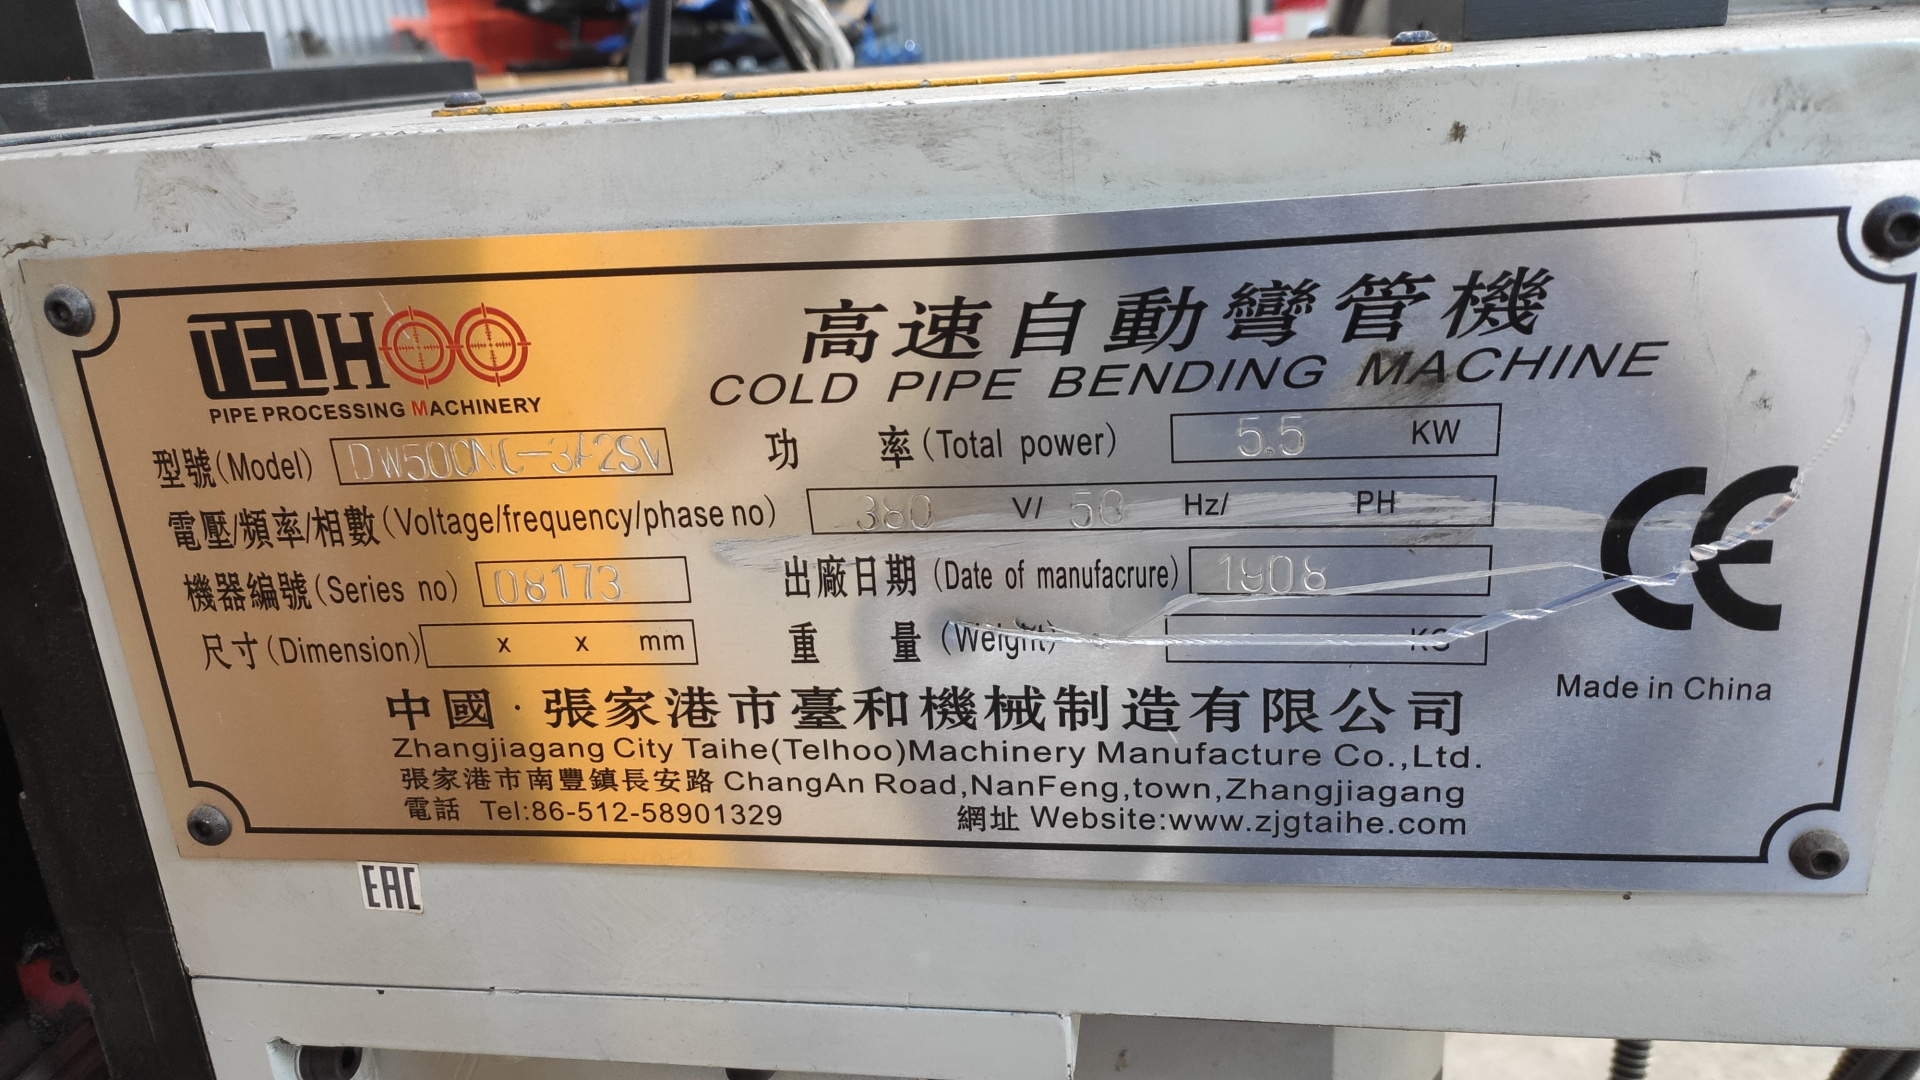 TELHOO
PIPE PROCESSING MACHINERY
高速自動彎管機
COLD PIPE BENDING MACHINE
型號(Model) DW50CNC-3A2SV
功 率(Total power) 5.5 KW
電壓/頻率/相數(Voltage/frequency/phase no) 380 V/ 50 Hz/ PH
機器編號(Series no) 08173
出廠日期(Date of manufacrure) 1908
尺寸(Dimension) x x mm
重 量(Weight) KG
CE
Made in China
中國·張家港市臺和機械制造有限公司
Zhangjiagang City Taihe(Telhoo)Machinery Manufacture Co.,Ltd.
張家港市南豐鎮長安路 ChangAn Road,NanFeng,town,Zhangjiagang
電話 Tel:86-512-58901329 網址 Website:www.zjgtaihe.com
EAC